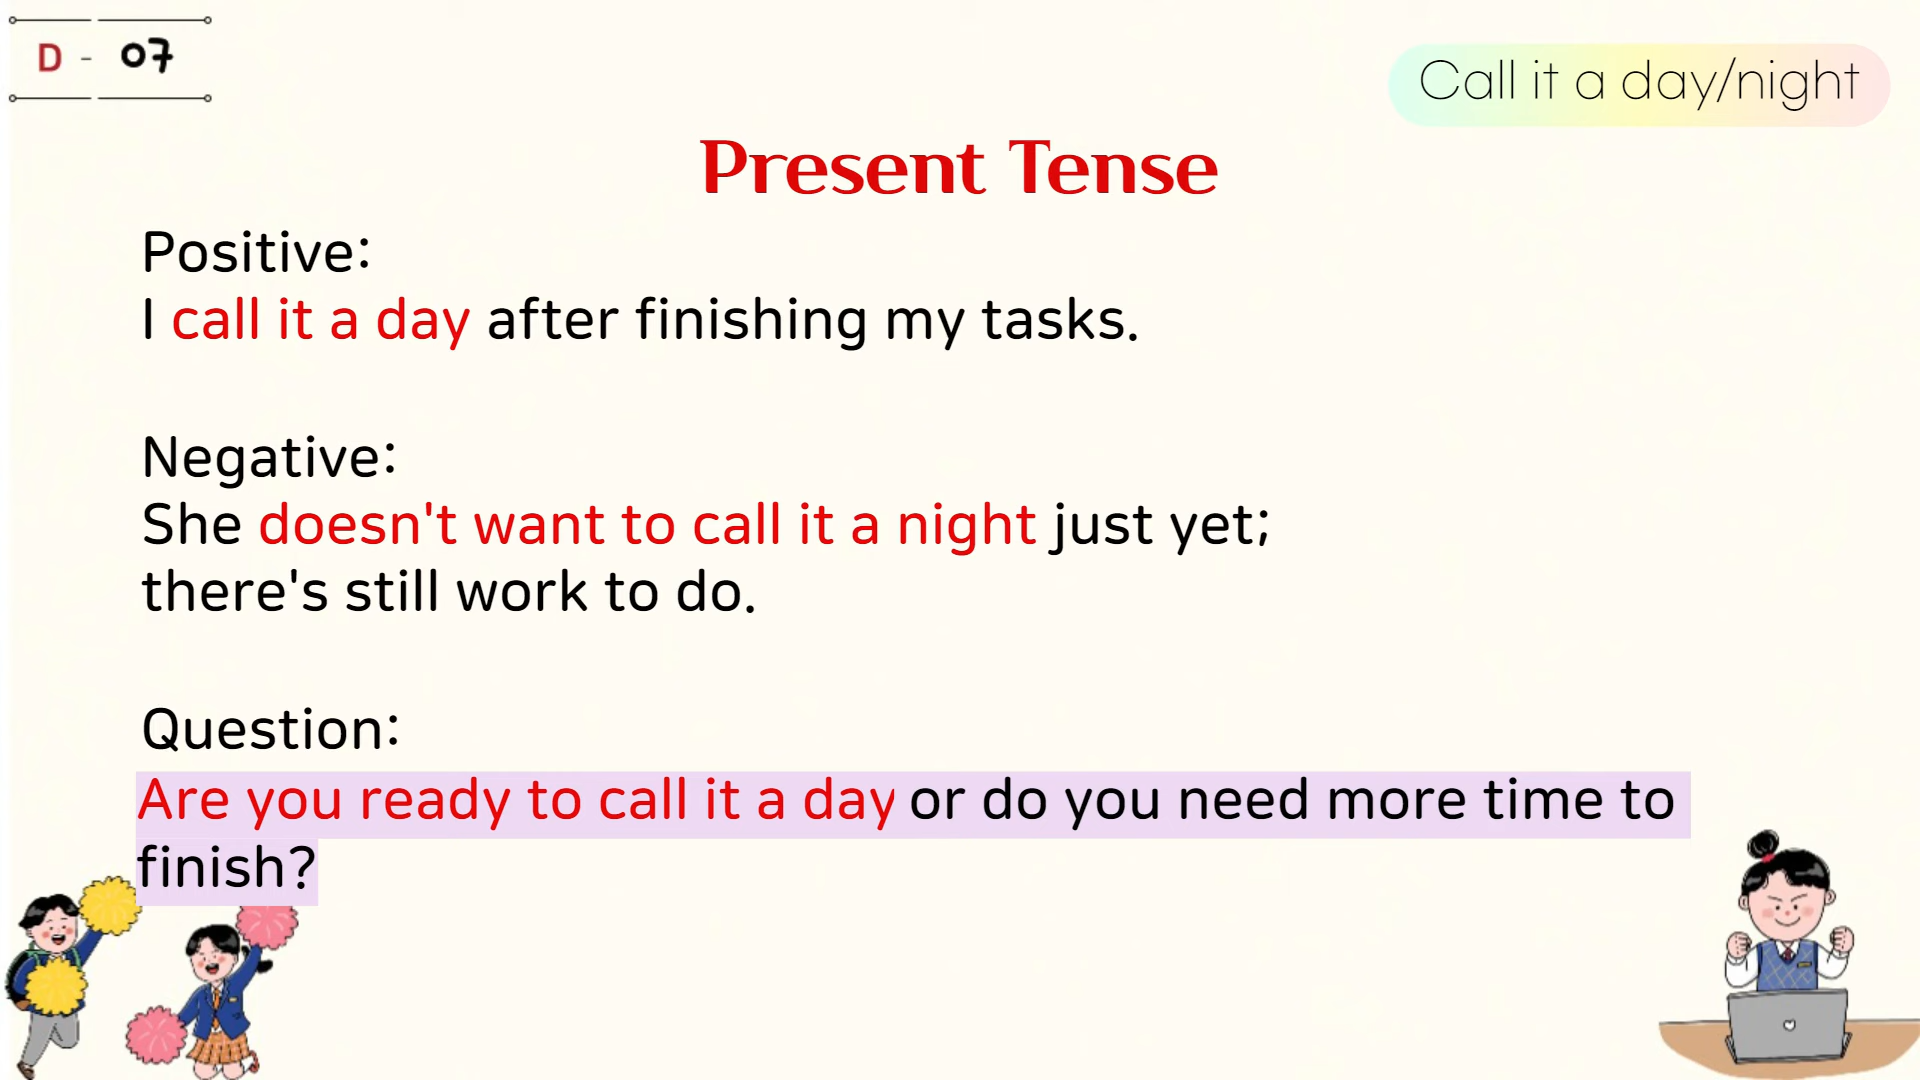 D - 07
Call it a day/night
Present Tense
Positive:
I call it a day after finishing my tasks.
Negative:
She doesn't want to call it a night just yet;
there's still work to do.
Question:
Are you ready to call it a day or do you need more time to
finish?